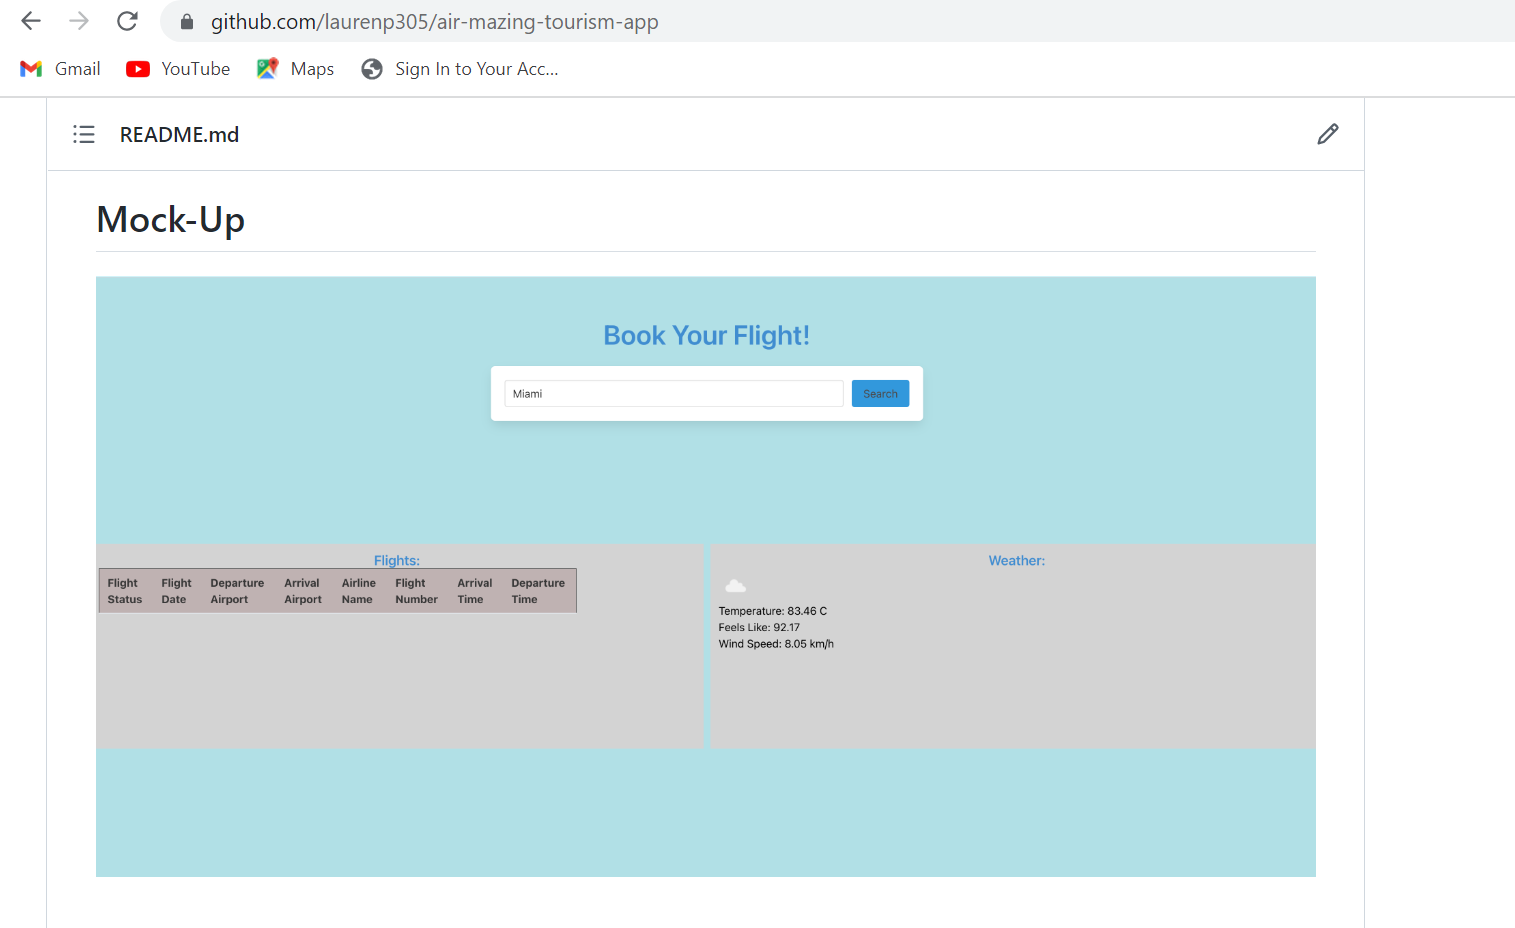 github.com/laurenp305/air-mazing-tourism-app
Gmail YouTube Maps Sign In to Your Acc...
README.md
Mock-Up
Book Your Flight!
Miami Search
Flights:
Flight Flight Departure Arrival Airline Flight Arrival Departure
Status Date Airport Airport Name Number Time Time
Weather:
Temperature: 83.46 C
Feels Like: 92.17
Wind Speed: 8.05 km/h